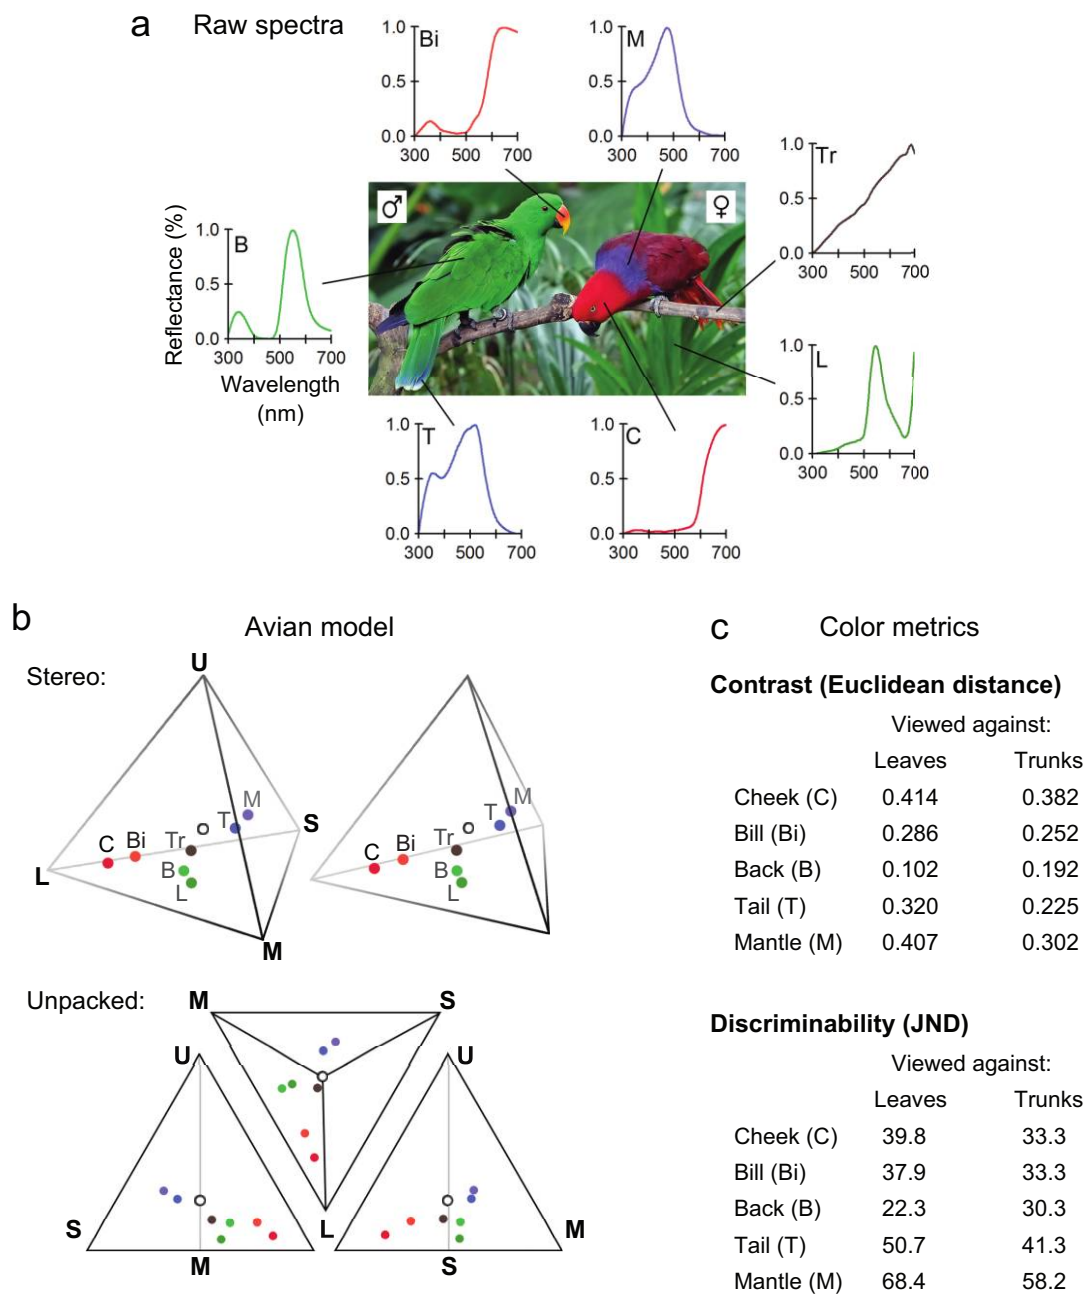 a Raw spectra
Bi
1.0
0.5
0.0
300 500 700
M
1.0
0.5
0.0
300 500 700
Tr
1.0
0.5
0.0
300 500 700
♂
♀
B
1.0
0.5
0.0
300 500 700
Reflectance (%)
Wavelength
(nm)
L
1.0
0.5
0.0
300 500 700
T
1.0
0.5
0.0
300 500 700
C
1.0
0.5
0.0
300 500 700
b Avian model
Stereo:
U
S
L
M
C Bi Tr T M
B
L
C Bi Tr T M
B
L
Unpacked:
M S
U U
S L M
M S
c Color metrics
Contrast (Euclidean distance)
Viewed against:
Leaves Trunks
Cheek (C) 0.414 0.382
Bill (Bi) 0.286 0.252
Back (B) 0.102 0.192
Tail (T) 0.320 0.225
Mantle (M) 0.407 0.302
Discriminability (JND)
Viewed against:
Leaves Trunks
Cheek (C) 39.8 33.3
Bill (Bi) 37.9 33.3
Back (B) 22.3 30.3
Tail (T) 50.7 41.3
Mantle (M) 68.4 58.2